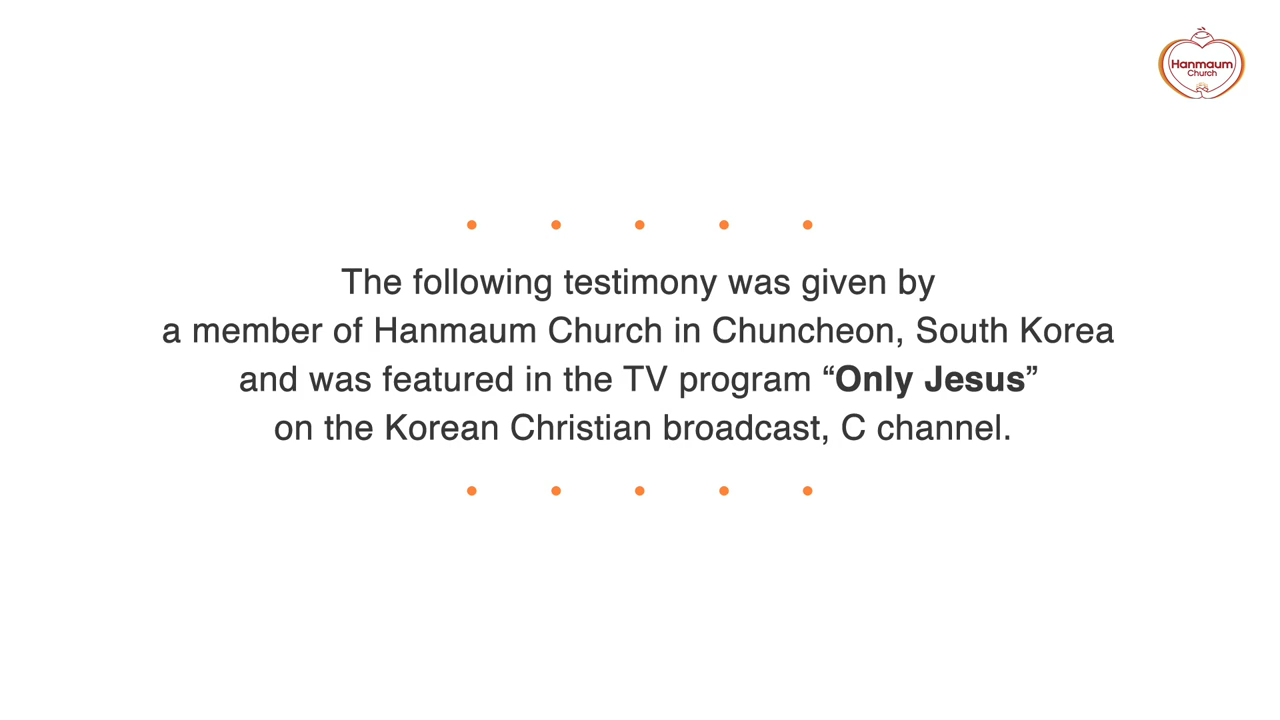 Hanmaum
Church
The following testimony was given by
a member of Hanmaum Church in Chuncheon, South Korea
and was featured in the TV program “Only Jesus”
on the Korean Christian broadcast, C channel.